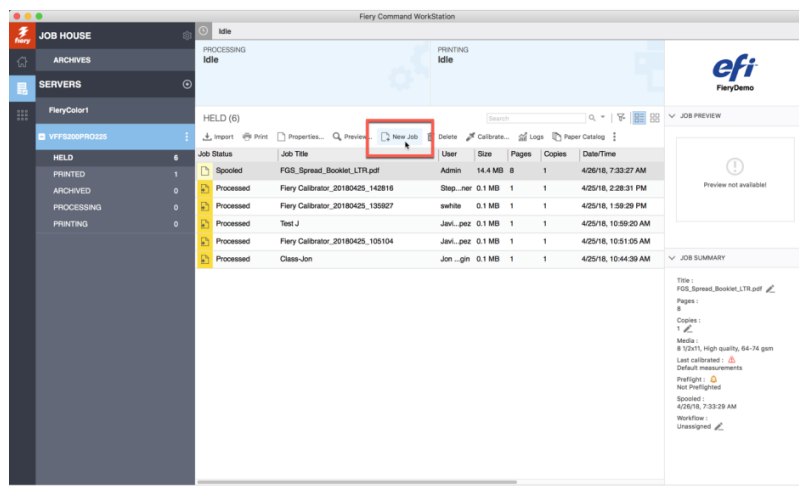 Fiery Command WorkStation
fiery
JOB HOUSE
ARCHIVES
SERVERS
FieryColor1
VFFS200PRO225
HELD 6
PRINTED 1
ARCHIVED 0
PROCESSING 0
PRINTING 0
Idle
PROCESSING
Idle
PRINTING
Idle
HELD (6)
Search
Import Print Properties... Preview... New Job Delete Calibrate... Logs Paper Catalog
Job Status Job Title User Size Pages Copies Date/Time
Spooled FGS_Spread_Booklet_LTR.pdf Admin 14.4 MB 8 1 4/26/18, 7:33:27 AM
Processed Fiery Calibrator_20180425_142816 Step...ner 0.1 MB 1 1 4/25/18, 2:28:31 PM
Processed Fiery Calibrator_20180425_135927 swhite 0.1 MB 1 1 4/25/18, 1:59:29 PM
Processed Test J Javi...pez 0.1 MB 1 1 4/25/18, 10:59:20 AM
Processed Fiery Calibrator_20180425_105104 Javi...pez 0.1 MB 1 1 4/25/18, 10:51:05 AM
Processed Class-Jon Jon ...gin 0.1 MB 1 1 4/25/18, 10:44:39 AM
efi
FieryDemo
JOB PREVIEW
Preview not available!
JOB SUMMARY
Title :
FGS_Spread_Booklet_LTR.pdf
Pages :
8
Copies :
1
Media :
8 1/2x11, High quality, 64-74 gsm
Last calibrated :
Default measurements
Preflight :
Not Preflighted
Spooled :
4/26/18, 7:33:29 AM
Workflow :
Unassigned